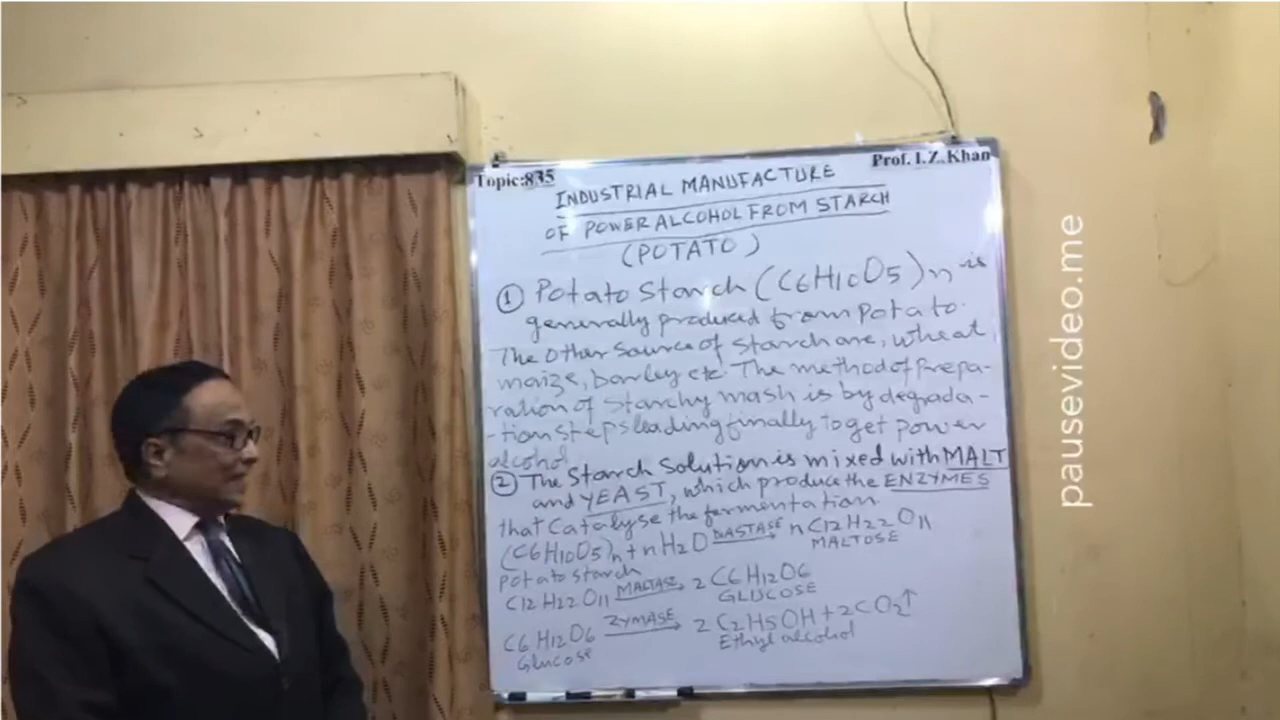 Topic:835
Prof. I.Z.Khan
INDUSTRIAL MANUFACTURE
OF POWER ALCOHOL FROM STARCH
(POTATO)
① Potato Starch (C6H10O5)n is
generally produced from potato.
The other source of starch are, wheat,
maize, barley etc. The method of Prepa-
ration of starchy mash is by degrada-
-tion steps leading finally to get power
alcohol
② The Starch Solution is mixed with MALT
and YEAST, which produce the ENZYMES
that Catalyse the fermentation
(C6H10O5)n + n H2O DIASTASE n C12H22O11
MALTOSE
Potato starch
C12H22O11 MALTASE 2 C6H12O6
GLUCOSE
C6H12O6 ZYMASE 2 C2H5OH + 2CO2↑
Glucose
Ethyl alcohol
pausevideo.me